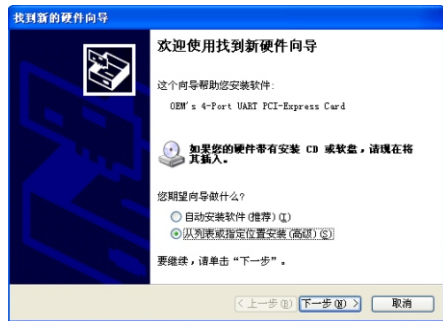 找到新的硬件向导
欢迎使用找到新硬件向导
这个向导帮助您安装软件:
OEM's 4-Port UART PCI-Express Card
如果您的硬件带有安装 CD 或软盘，请现在将
其插入。
您期望向导做什么?
自动安装软件(推荐)(I)
从列表或指定位置安装(高级)(S)
要继续，请单击“下一步”。
< 上一步(B) 下一步(N) > 取消